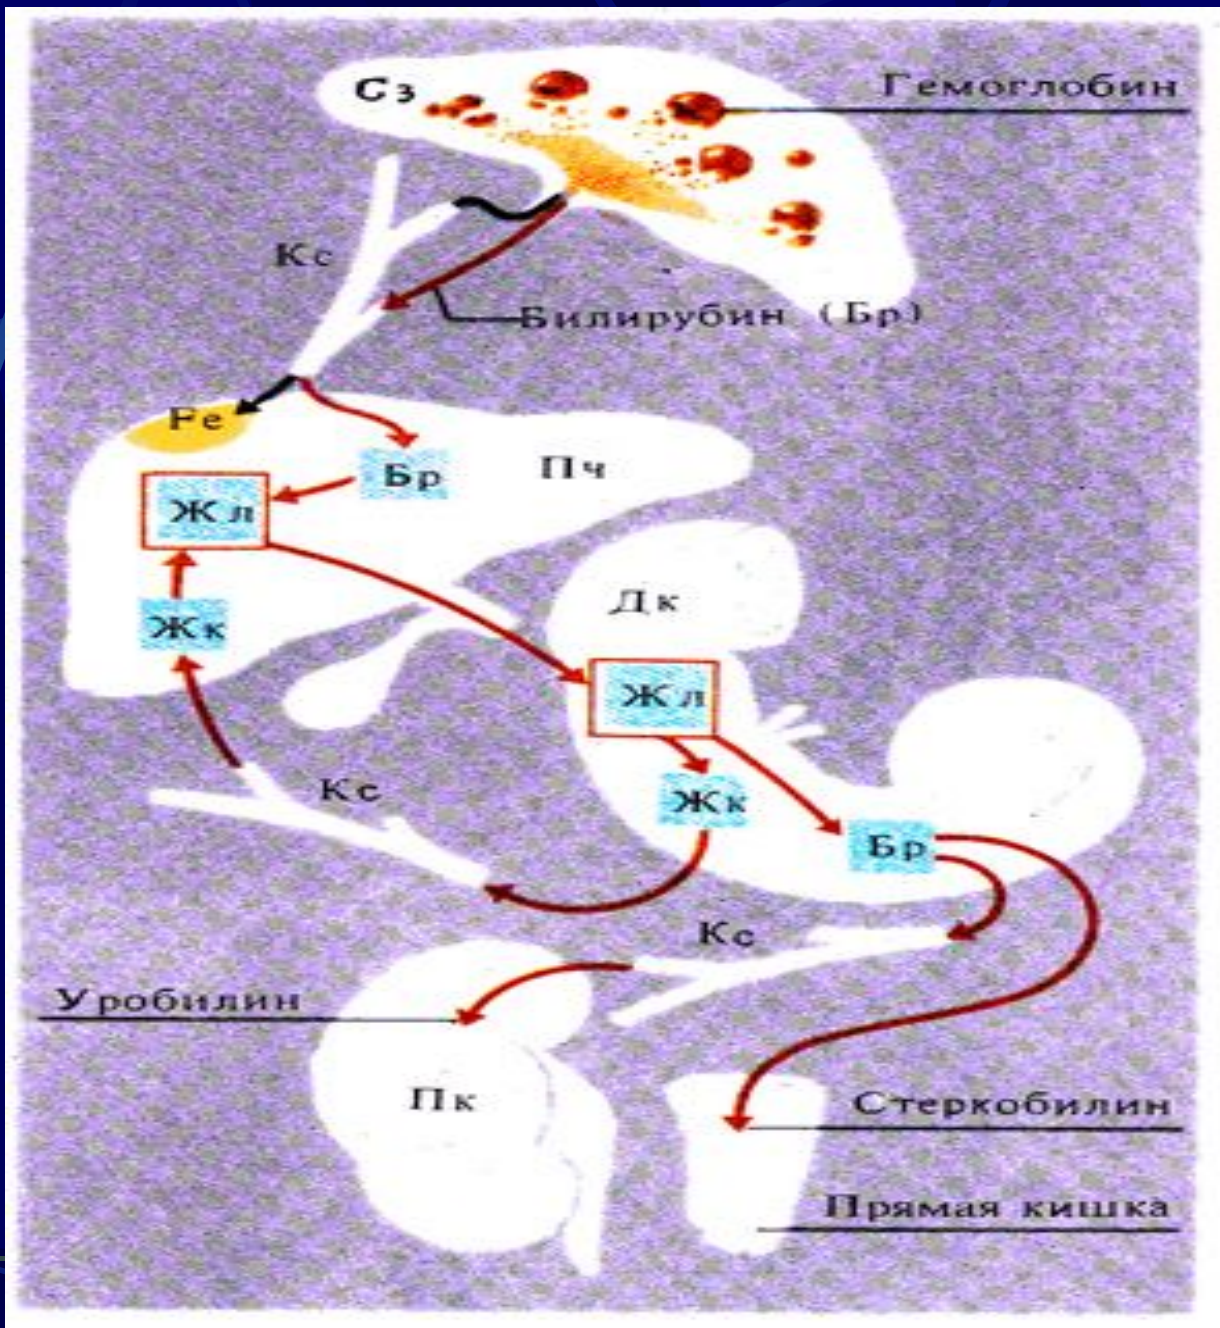 Сз
Гемоглобин
Кс
Билирубин (Бр)
Fe
Бр
Пч
Жл
Жк
Дк
Жл
Кс
Жк
Бр
Кс
Уробилин
Пк
Стеркобилин
Прямая кишка